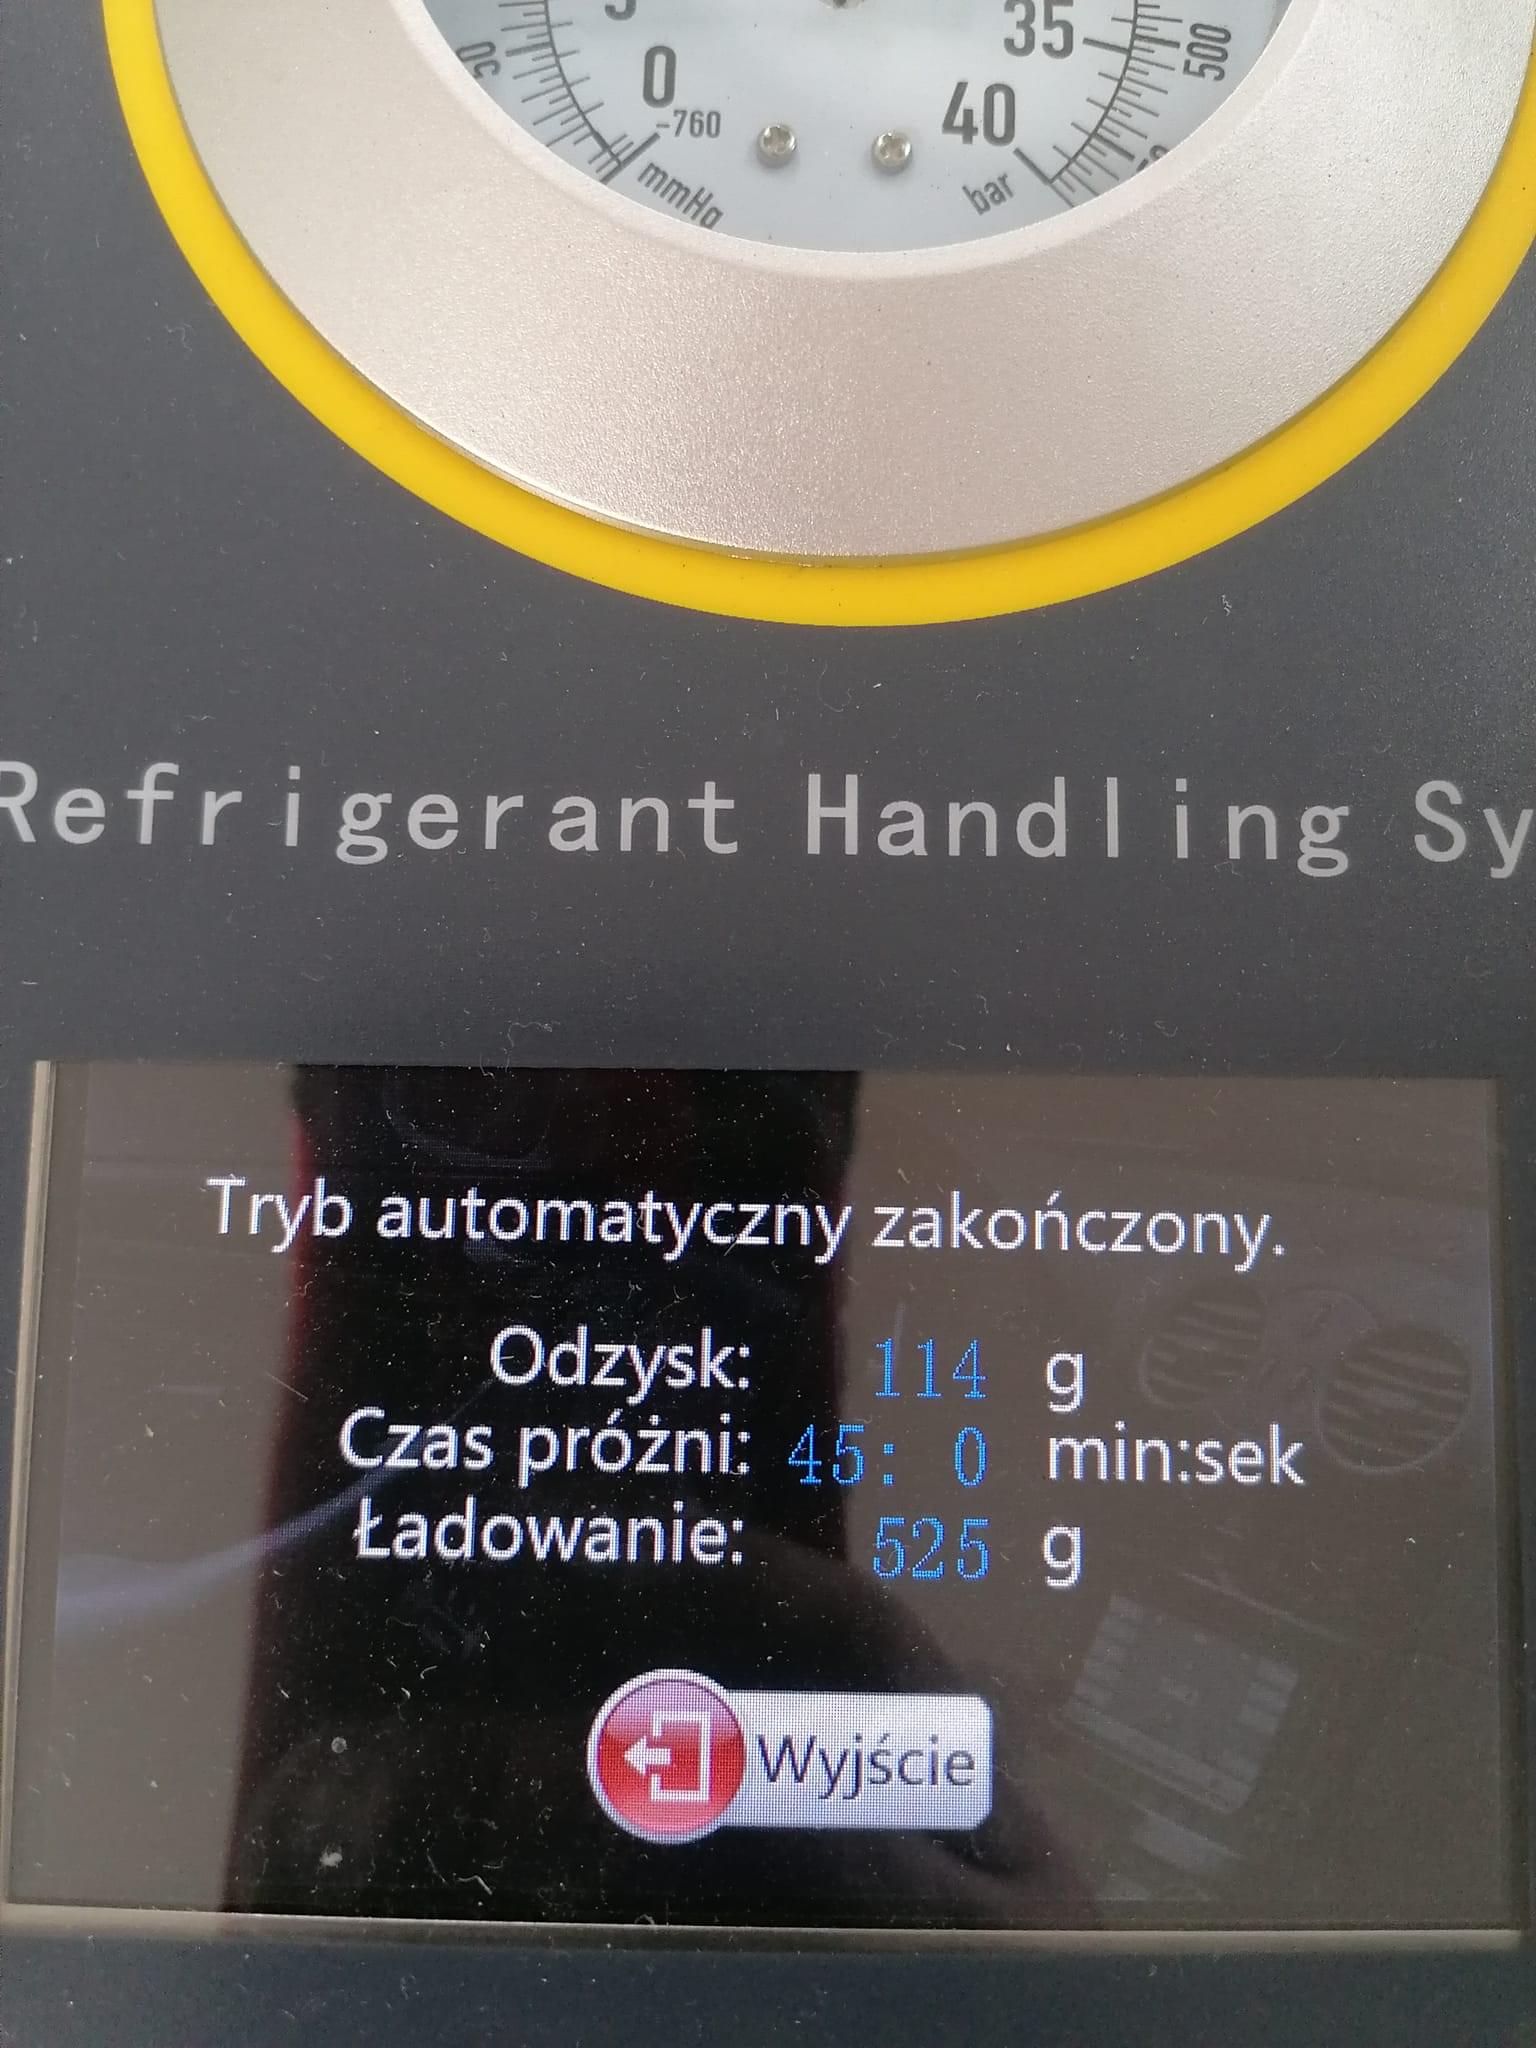 50
0
-760
mmHg
35
500
40
bar
Refrigerant Handling Sy
Tryb automatyczny zakończony.
Odzysk: 114 g
Czas próżni: 45: 0 min:sek
Ładowanie: 525 g
Wyjście